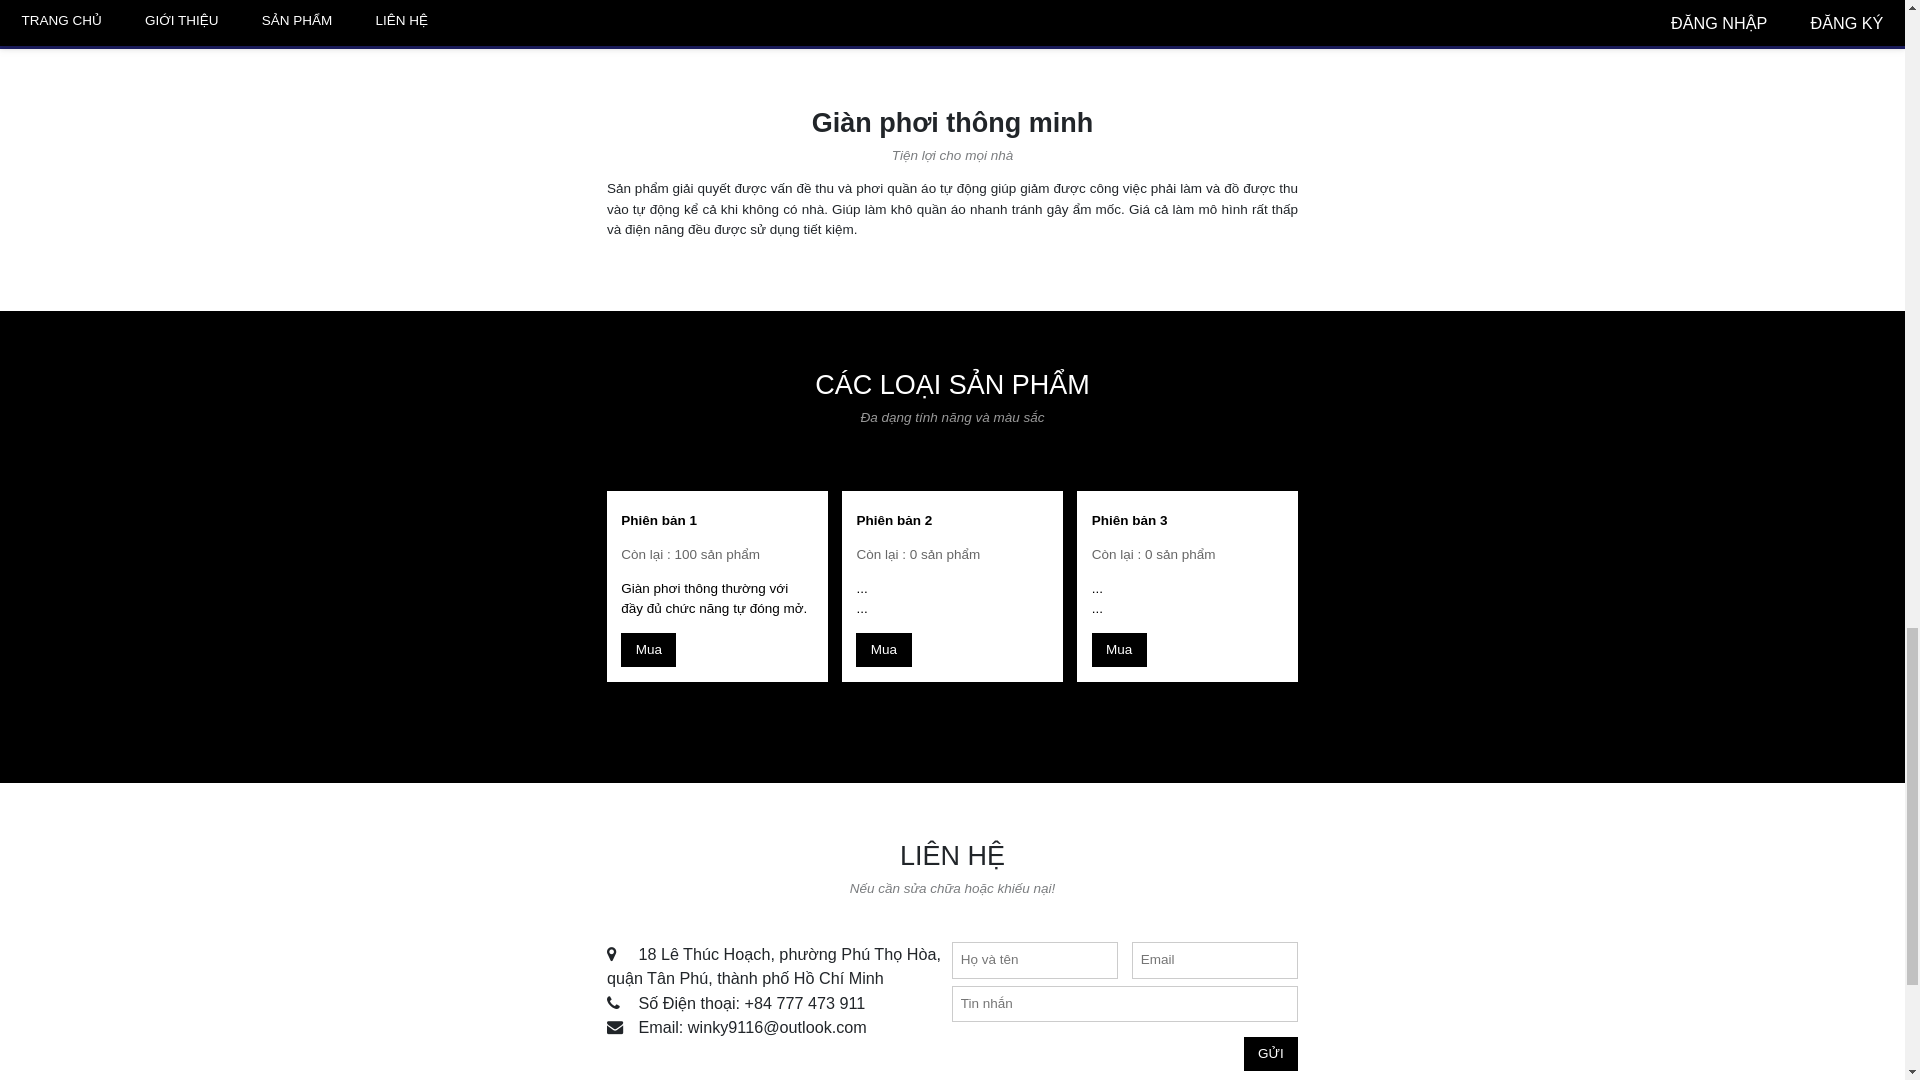 TRANG CHỦ
GIỚI THIỆU
SẢN PHẨM
LIÊN HỆ
ĐĂNG NHẬP
ĐĂNG KÝ
Giàn phơi thông minh
Tiện lợi cho mọi nhà
Sản phẩm giải quyết được vấn đề thu và phơi quần áo tự động giúp giảm được công việc phải làm và đồ được thu
vào tự động kể cả khi không có nhà. Giúp làm khô quần áo nhanh tránh gây ẩm mốc. Giá cả làm mô hình rất thấp
và điện năng đều được sử dụng tiết kiệm.
CÁC LOẠI SẢN PHẨM
Đa dạng tính năng và màu sắc
Phiên bản 1
Còn lại : 100 sản phẩm
Giàn phơi thông thường với
đầy đủ chức năng tự đóng mở.
Mua
Phiên bản 2
Còn lại : 0 sản phẩm
...
...
Mua
Phiên bản 3
Còn lại : 0 sản phẩm
...
...
Mua
LIÊN HỆ
Nếu cần sửa chữa hoặc khiếu nại!
18 Lê Thúc Hoạch, phường Phú Thọ Hòa,
quận Tân Phú, thành phố Hồ Chí Minh
Số Điện thoại: +84 777 473 911
Email: winky9116@outlook.com
Họ và tên
Email
Tin nhắn
GỬI